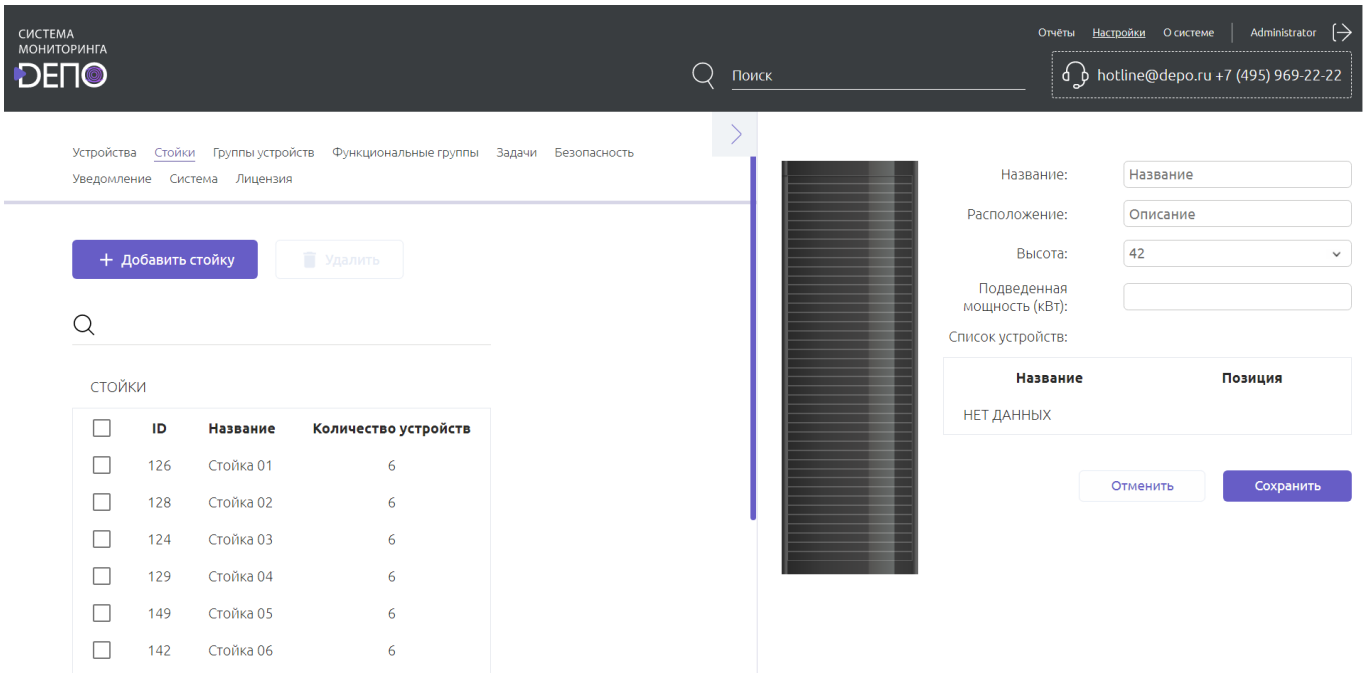 СИСТЕМА
МОНИТОРИНГА
DЕПО
Отчёты Настройки О системе Administrator
Поиск
hotline@depo.ru +7 (495) 969-22-22
Устройства Стойки Группы устройств Функциональные группы Задачи Безопасность
Уведомление Система Лицензия
+ Добавить стойку Удалить
СТОЙКИ
ID Название Количество устройств
126 Стойка 01 6
128 Стойка 02 6
124 Стойка 03 6
129 Стойка 04 6
149 Стойка 05 6
142 Стойка 06 6
Название: Название
Расположение: Описание
Высота: 42
Подведенная
мощность (кВт):
Список устройств:
Название Позиция
НЕТ ДАННЫХ
Отменить Сохранить